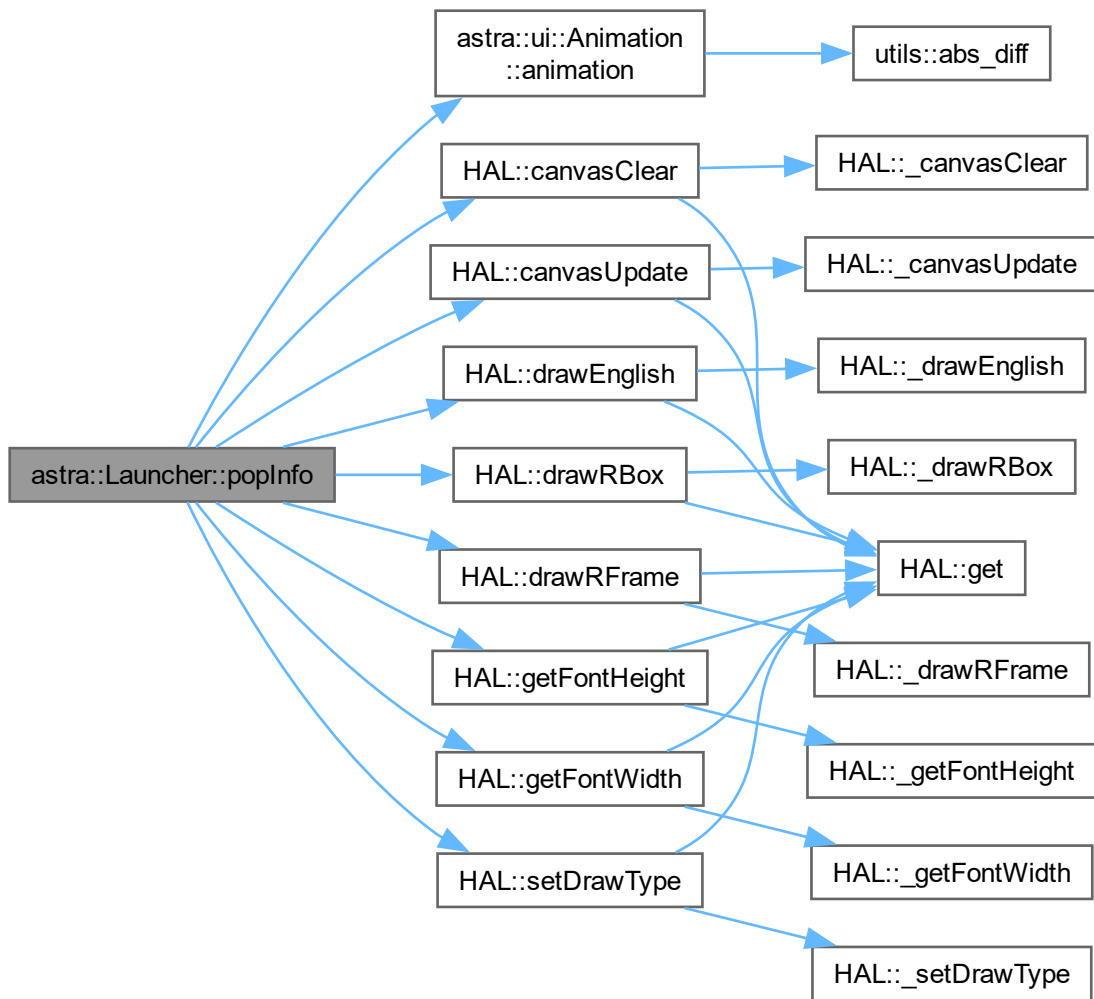 astra::Launcher::popInfo
astra::ui::Animation
::animation
utils::abs_diff
HAL::canvasClear
HAL::_canvasClear
HAL::canvasUpdate
HAL::_canvasUpdate
HAL::drawEnglish
HAL::_drawEnglish
HAL::drawRBox
HAL::_drawRBox
HAL::get
HAL::drawRFrame
HAL::_drawRFrame
HAL::getFontHeight
HAL::_getFontHeight
HAL::getFontWidth
HAL::_getFontWidth
HAL::setDrawType
HAL::_setDrawType